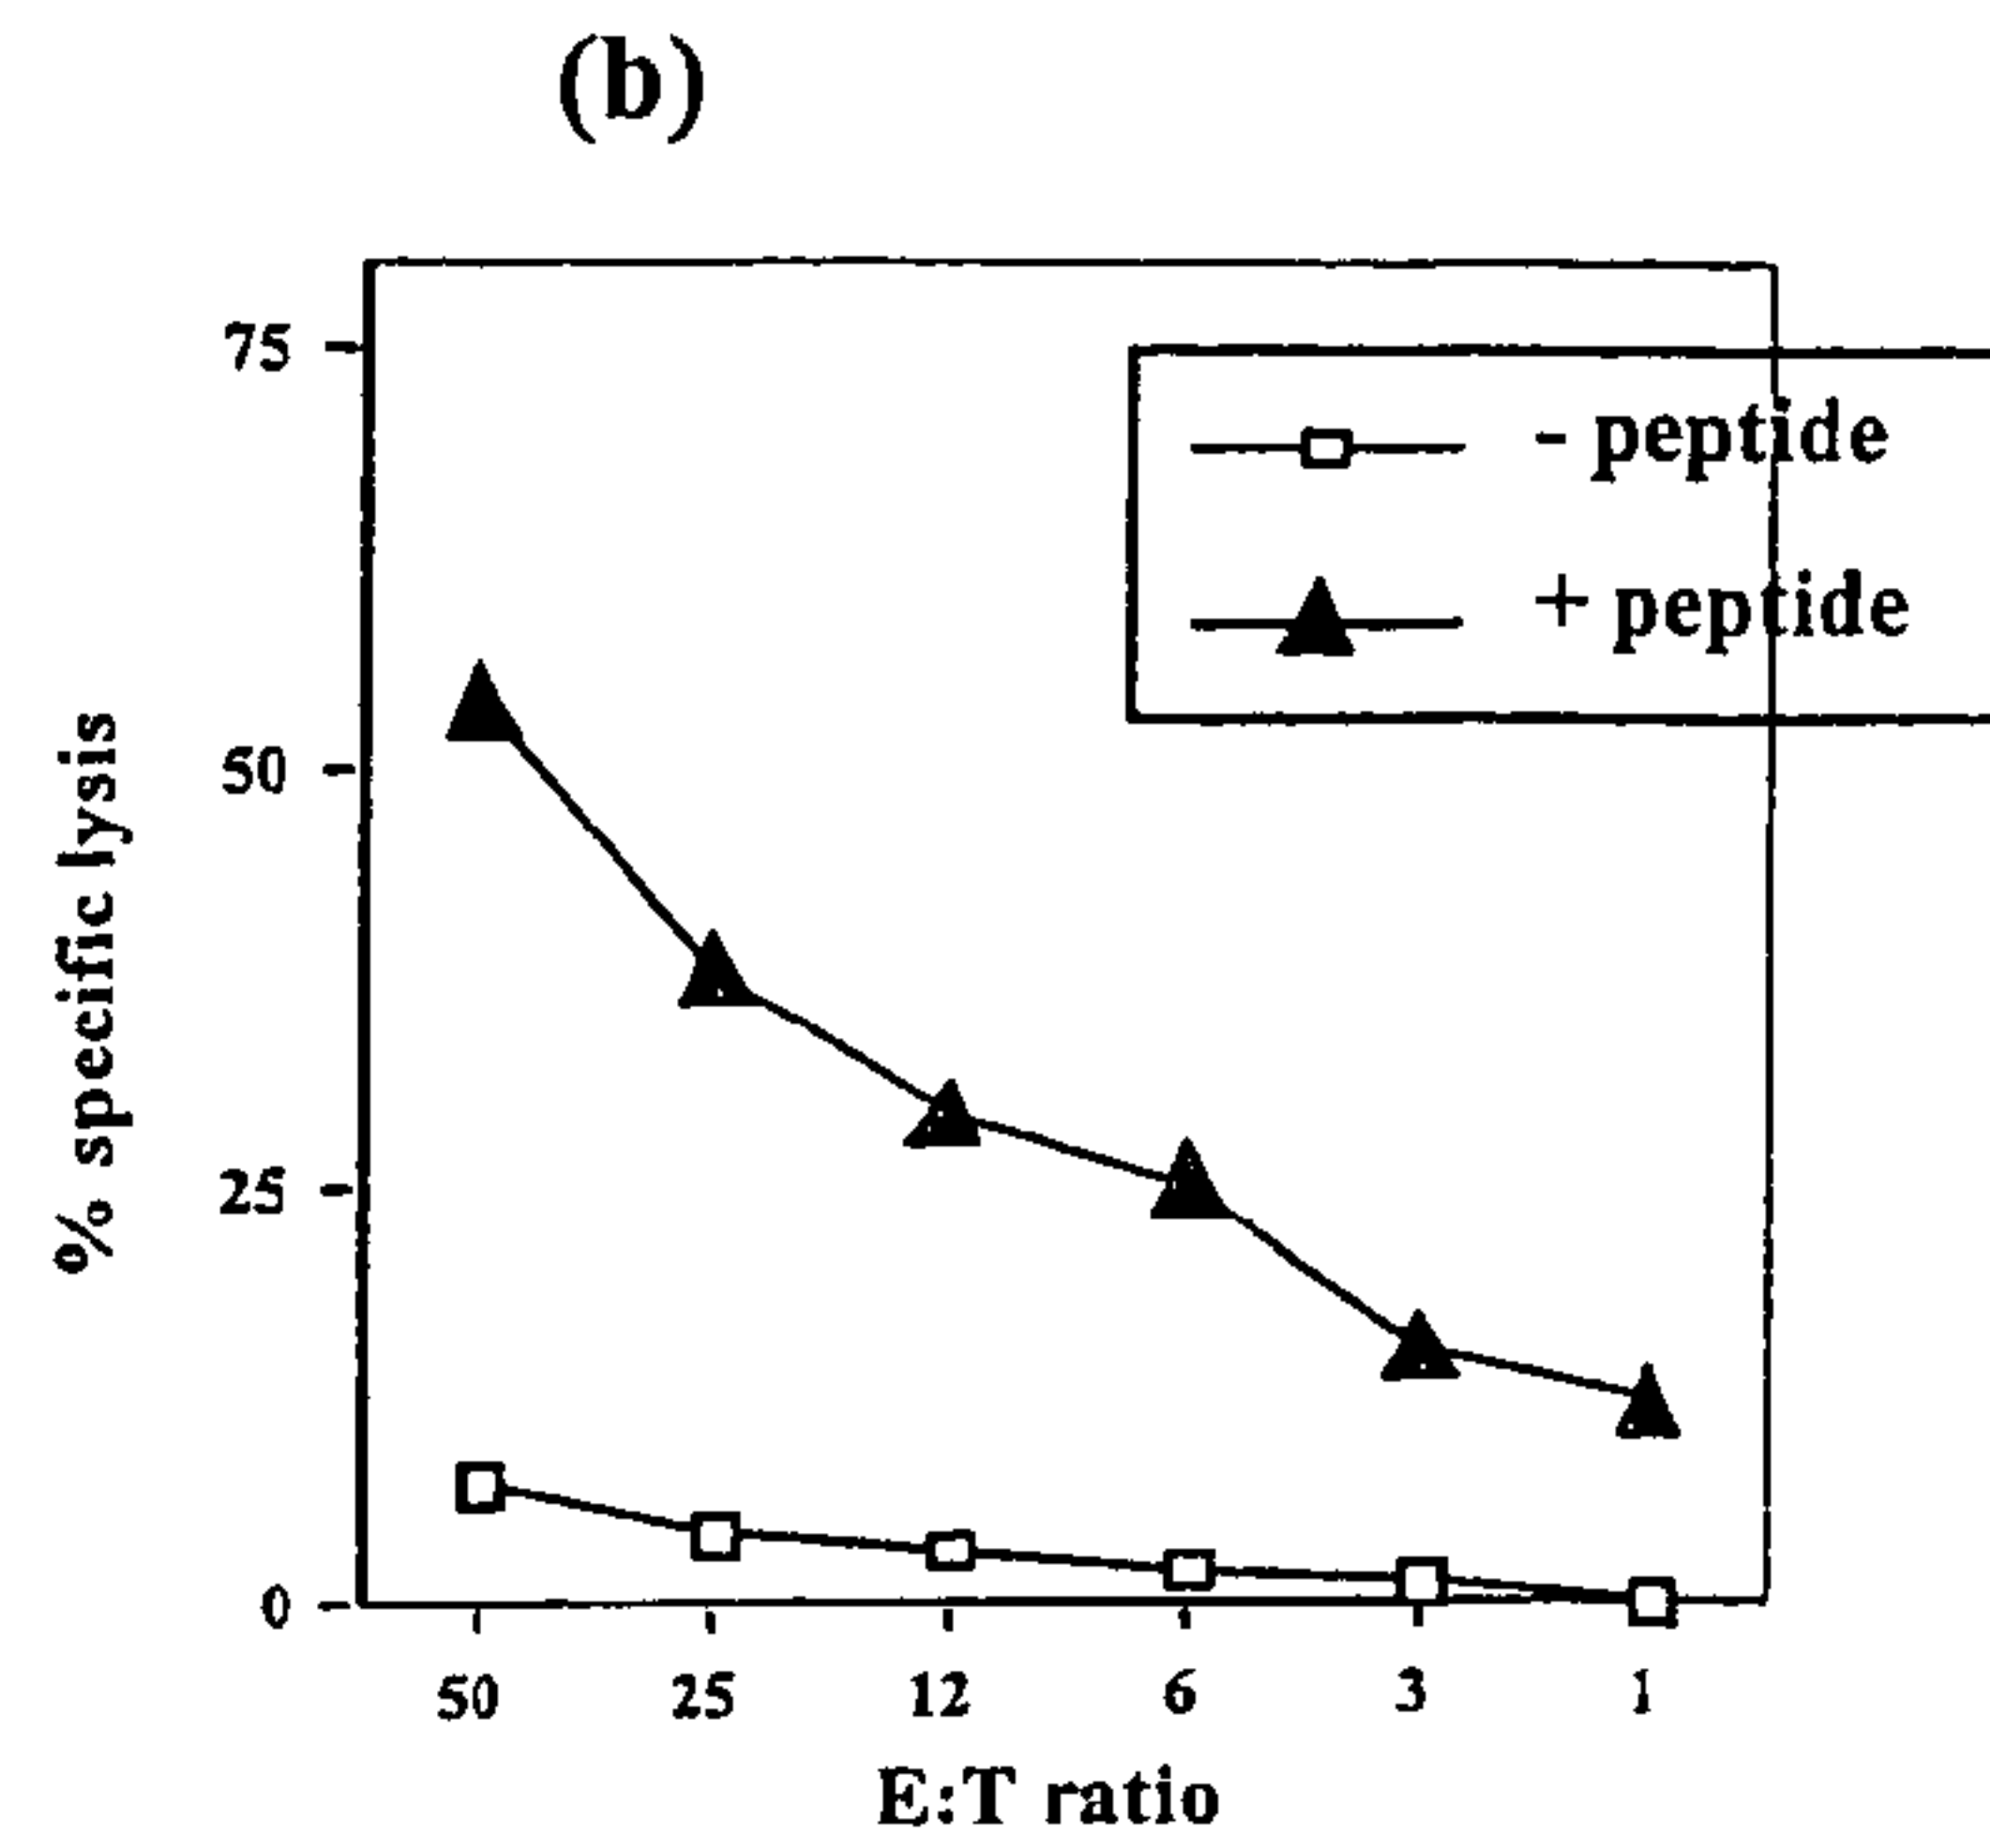 (b)
75
50
25
0
% specific lysis
- peptide
+ peptide
50 25 12 6 3 1
E:T ratio